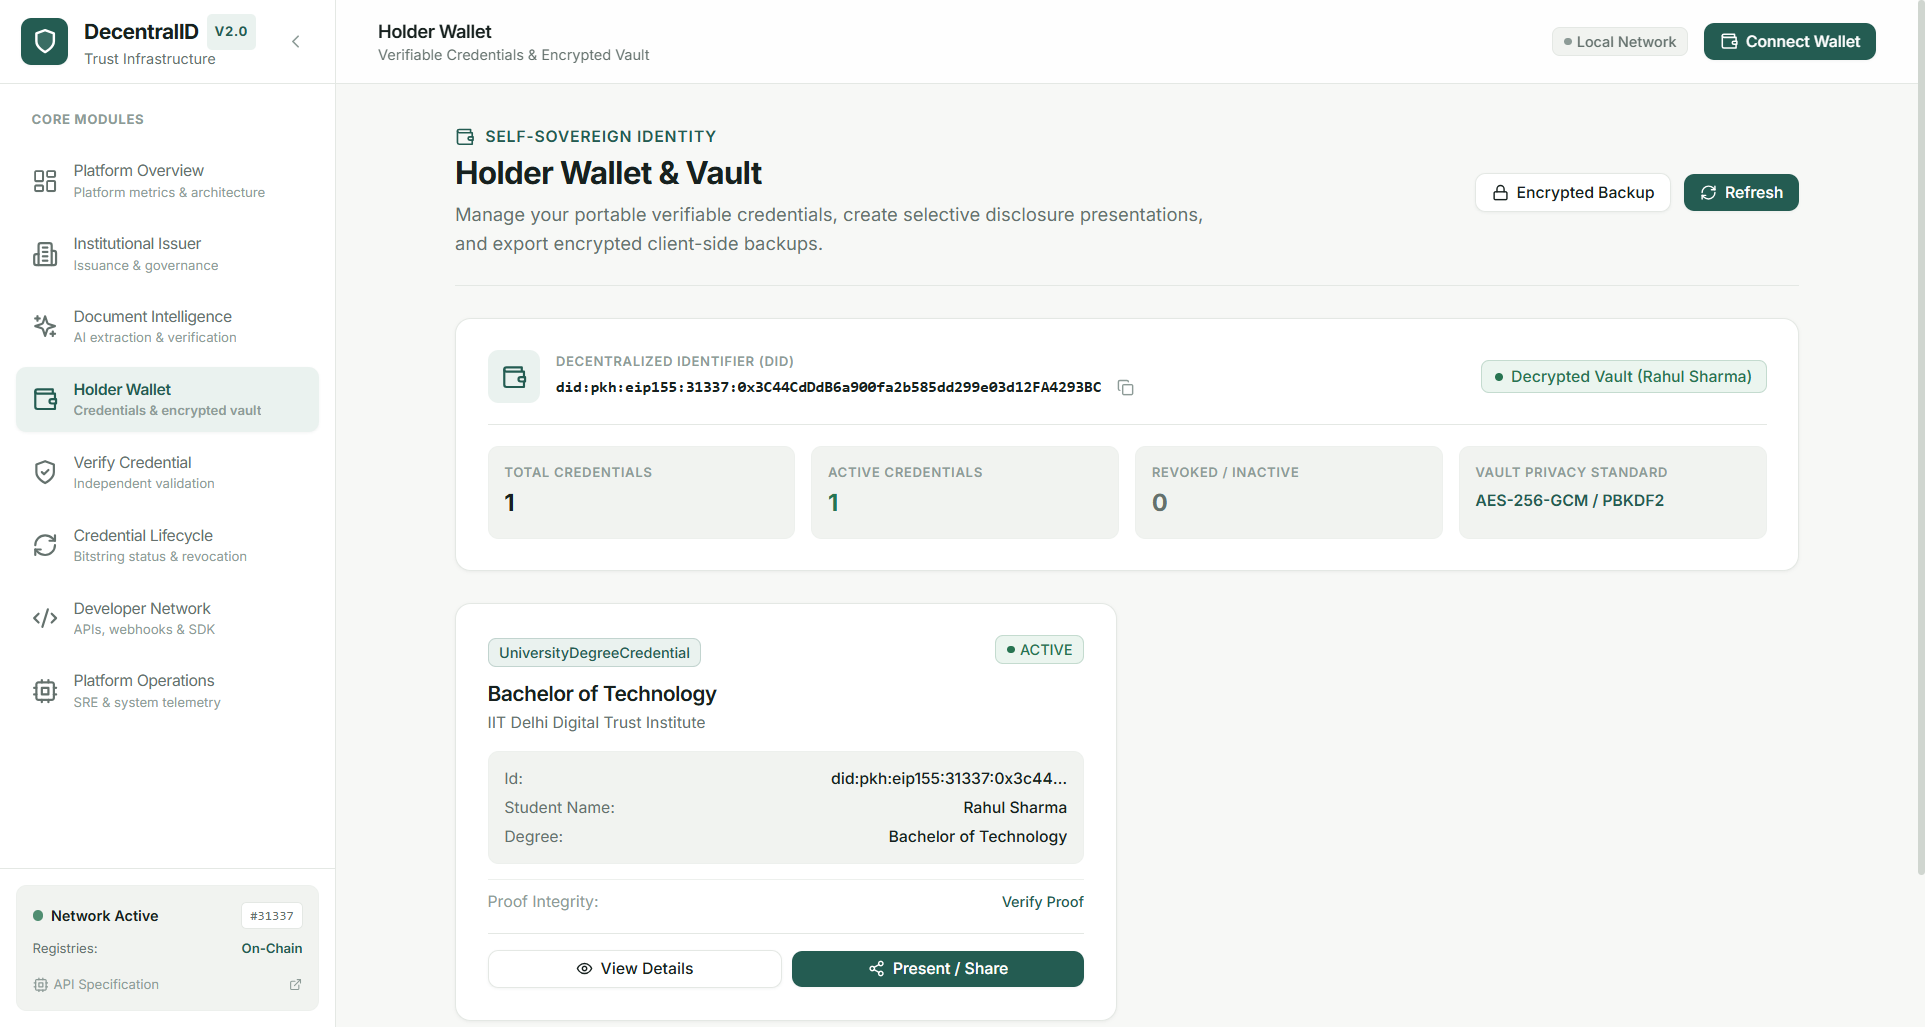 DecentralID V2.0
Trust Infrastructure
CORE MODULES
Platform Overview
Platform metrics & architecture
Institutional Issuer
Issuance & governance
Document Intelligence
AI extraction & verification
Holder Wallet
Credentials & encrypted vault
Verify Credential
Independent validation
Credential Lifecycle
Bitstring status & revocation
Developer Network
APIs, webhooks & SDK
Platform Operations
SRE & system telemetry
Network Active #31337
Registries: On-Chain
API Specification
Holder Wallet
Verifiable Credentials & Encrypted Vault
Local Network
Connect Wallet
SELF-SOVEREIGN IDENTITY
Holder Wallet & Vault
Manage your portable verifiable credentials, create selective disclosure presentations,
and export encrypted client-side backups.
Encrypted Backup
Refresh
DECENTRALIZED IDENTIFIER (DID)
did:pkh:eip155:31337:0x3C44CdDdB6a900fa2b585dd299e03d12FA4293BC
Decrypted Vault (Rahul Sharma)
TOTAL CREDENTIALS
1
ACTIVE CREDENTIALS
1
REVOKED / INACTIVE
0
VAULT PRIVACY STANDARD
AES-256-GCM / PBKDF2
UniversityDegreeCredential
ACTIVE
Bachelor of Technology
IIT Delhi Digital Trust Institute
Id: did:pkh:eip155:31337:0x3c44...
Student Name: Rahul Sharma
Degree: Bachelor of Technology
Proof Integrity: Verify Proof
View Details
Present / Share